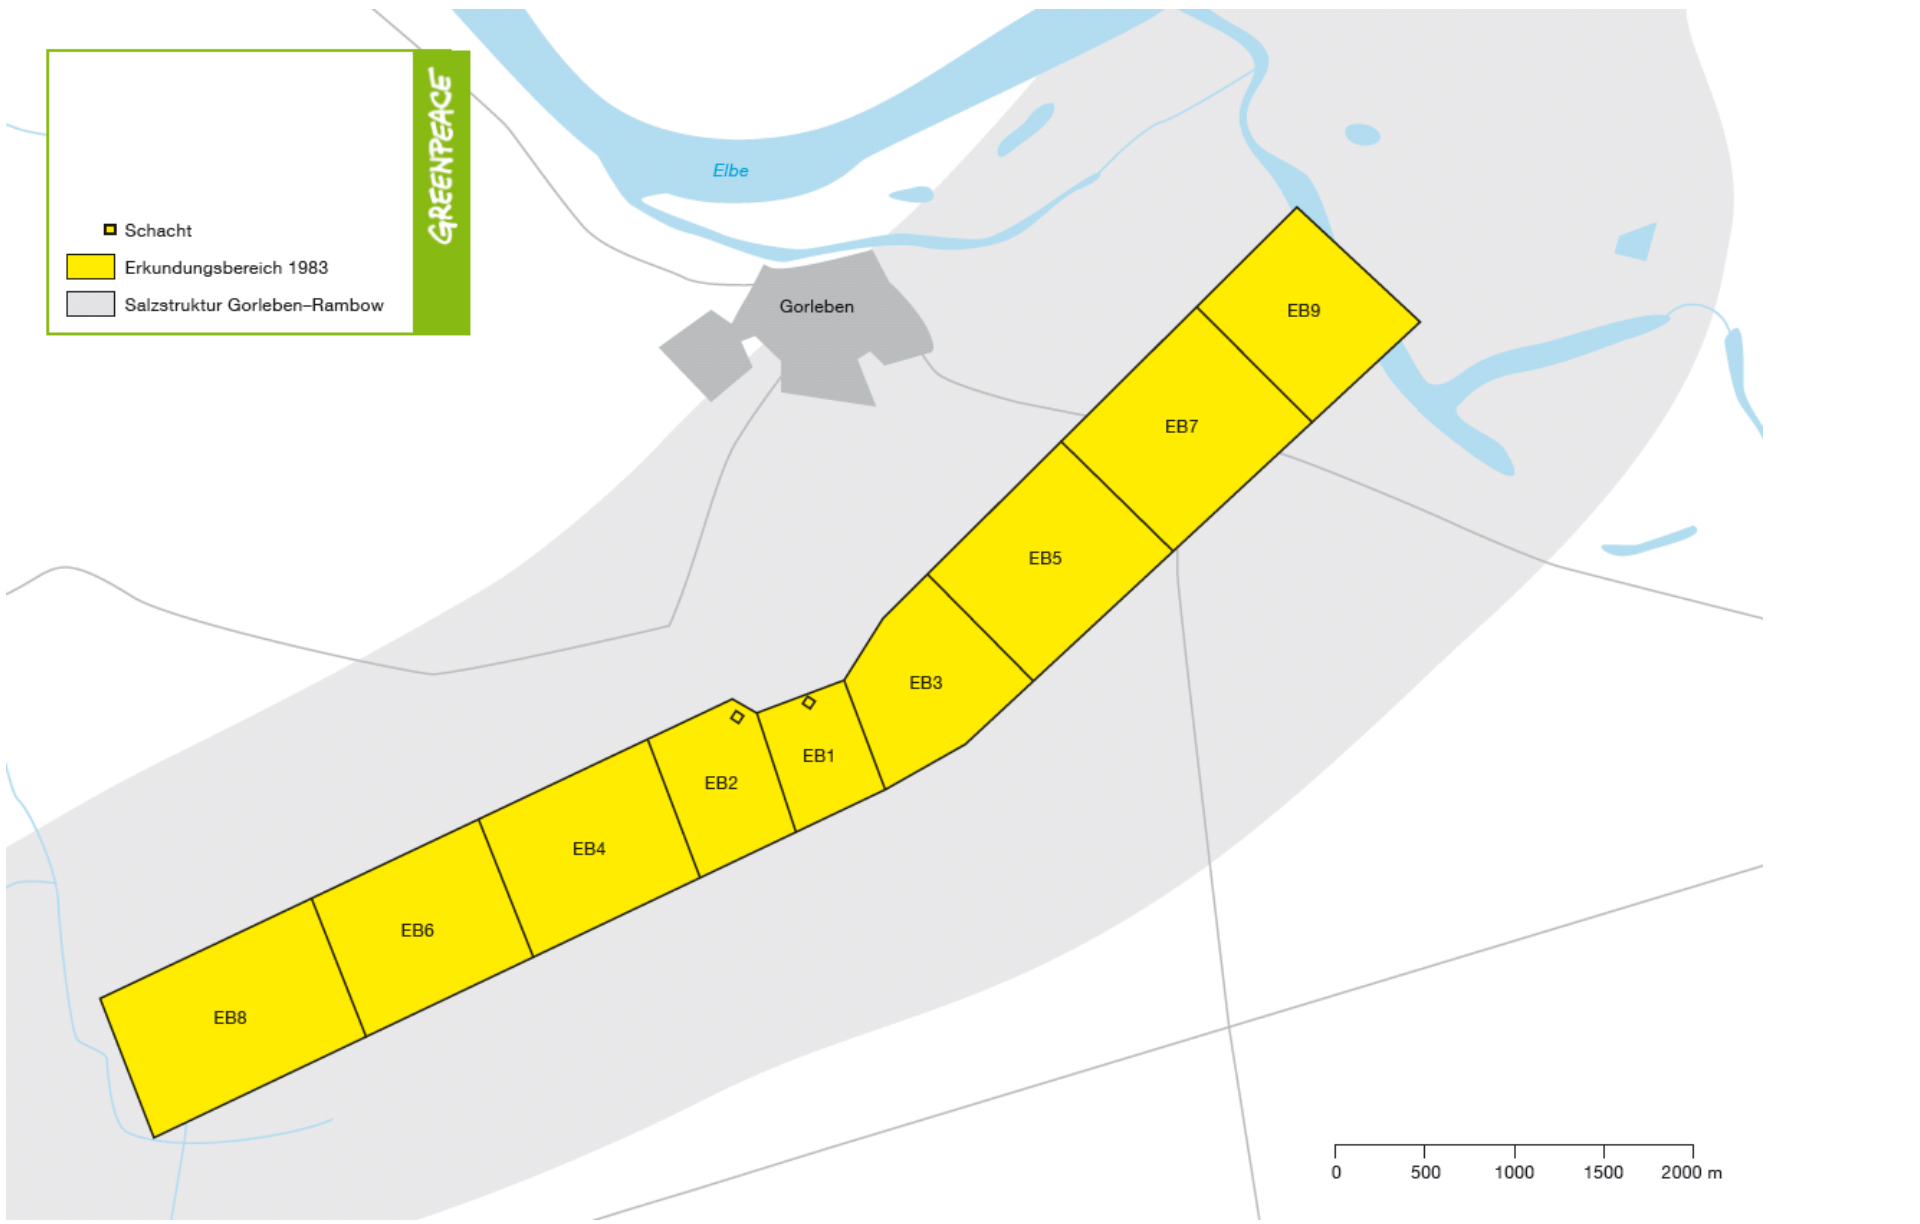 GREENPEACE
Schacht
Erkundungsbereich 1983
Salzstruktur Gorleben–Rambow
Elbe
Gorleben
EB9
EB7
EB5
EB3
EB1
EB2
EB4
EB6
EB8
0 500 1000 1500 2000 m